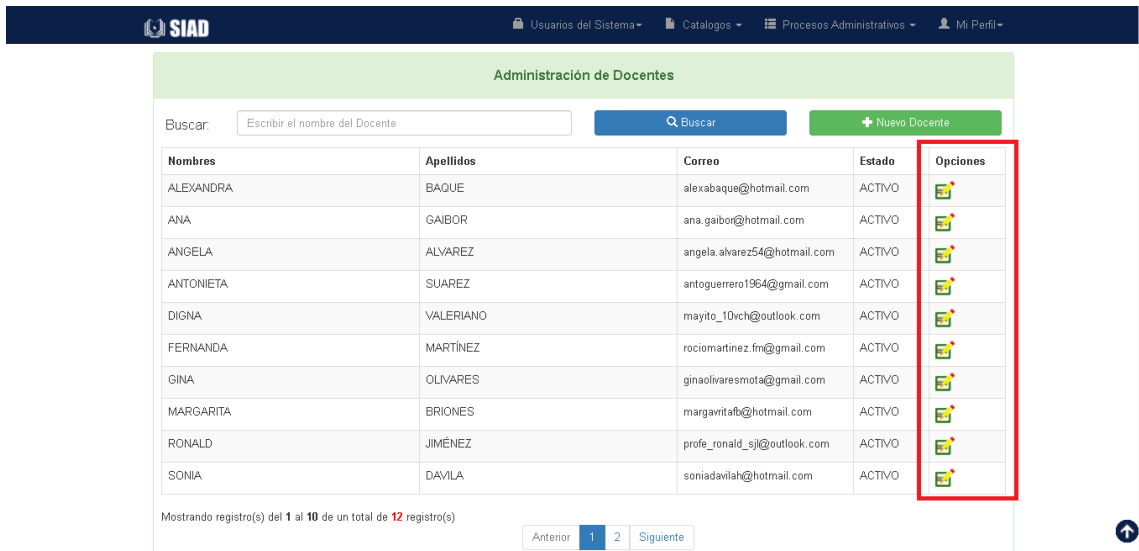 SIAD Usuarios del Sistema Catalogos Procesos Administrativos Mi Perfil
Administración de Docentes
Buscar: Escribir el nombre del Docente Buscar Nuevo Docente
Nombres Apellidos Correo Estado Opciones
ALEXANDRA BAQUE alexabaque@hotmail.com ACTIVO
ANA GAIBOR ana.gaibor@hotmail.com ACTIVO
ANGELA ALVAREZ angela.alvarez54@hotmail.com ACTIVO
ANTONIETA SUAREZ antoguerrero1964@gmail.com ACTIVO
DIGNA VALERIANO mayito_10vch@outlook.com ACTIVO
FERNANDA MARTÍNEZ rociomartinez.fm@gmail.com ACTIVO
GINA OLIVARES ginaolivaresmota@gmail.com ACTIVO
MARGARITA BRIONES margavritafb@hotmail.com ACTIVO
RONALD JIMÉNEZ profe_ronald_sjl@outlook.com ACTIVO
SONIA DAVILA soniadavilah@hotmail.com ACTIVO
Mostrando registro(s) del 1 al 10 de un total de 12 registro(s)
Anterior 1 2 Siguiente